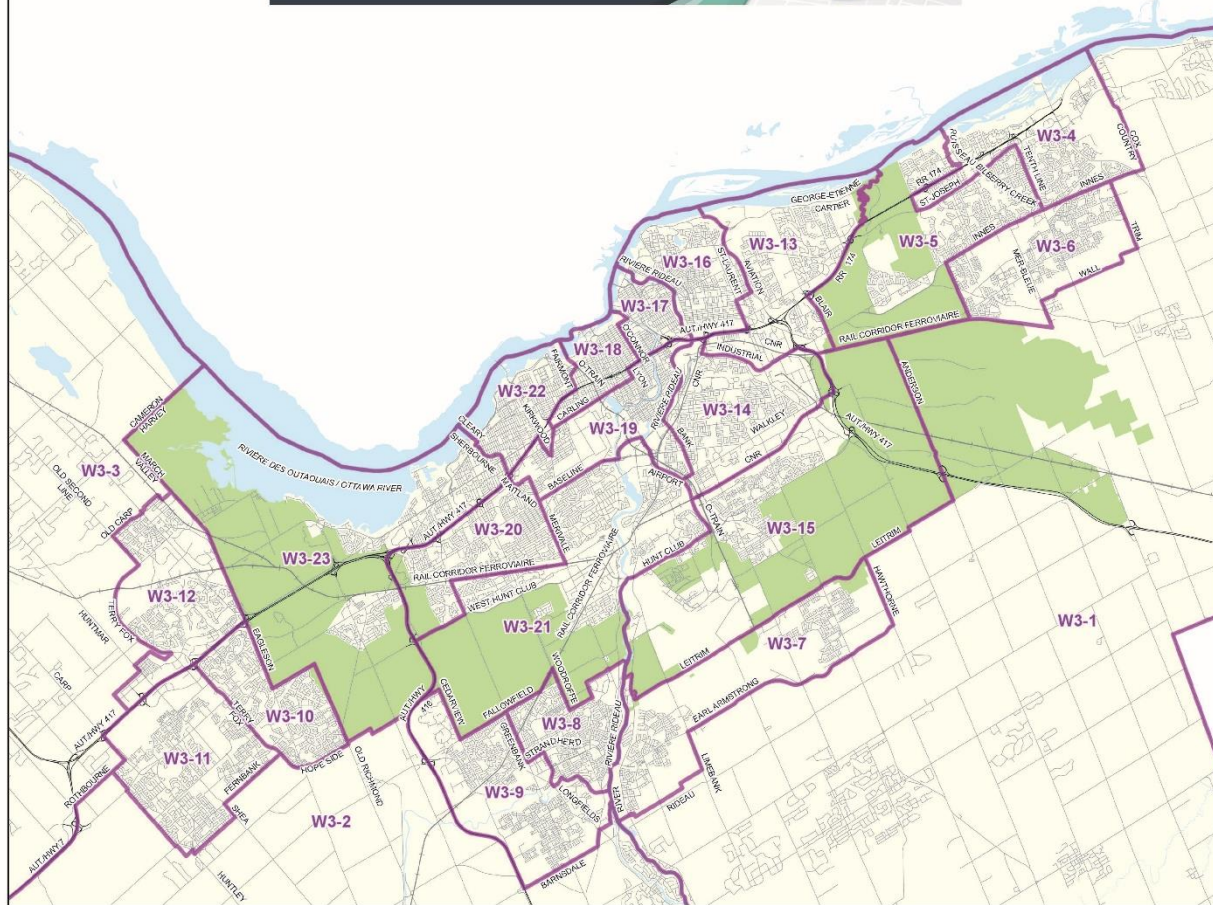 W3-4
COX COUNTRY
RUISSEAU BILBERRY CREEK
TENTH LINE
RR 174
ST-JOSEPH
INNES
GEORGE-ETIENNE CARTIER
W3-13
W3-5
INNES
W3-6
TRIM
MER-BLEUE
WALL
W3-16
ST-LAURENT
AVIATION
RR 174
RIVIÈRE RIDEAU
W3-17
BLAIR
AUT./HWY 417
RAIL CORRIDOR FERROVIAIRE
W3-18
O'CONNOR
CNR
INDUSTRIAL
FAIRMONT
O-TRAIN
LYON
W3-22
KIRKWOOD
CARLING
RIVIÈRE RIDEAU
CNR
ANDERSON
CAMERON HARVEY
CLEARY
SHERBOURNE
W3-19
W3-14
BANK
WALKLEY
AUT./HWY 417
MARCH VALLEY
RIVIÈRE DES OUTAOUAIS / OTTAWA RIVER
W3-3
OLD SECOND LINE
MAITLAND
BASELINE
AIRPORT
CNR
OLD CARP
AUT./HWY 417
W3-20
MERIVALE
O-TRAIN
W3-15
LEITRIM
W3-23
HUNT CLUB
RAIL CORRIDOR FERROVIAIRE
W3-12
TERRY FOX
HUNTMAR
WEST HUNT CLUB
RAIL CORRIDOR FERROVIAIRE
HAWTHORNE
W3-21
W3-1
EAGLESON
W3-7
LEITRIM
CARP
WOODROFFE
CEDARVIEW
FALLOWFIELD
AUT./HWY 416
EARL ARMSTRONG
TERRY FOX
W3-10
W3-8
GREENBANK
STRANDHERD
RIVIÈRE RIDEAU
AUT./HWY 417
W3-11
FERNBANK
HOPE SIDE
OLD RICHMOND
LIMEBANK
ROTHBOURNE
W3-9
LONGFIELDS
RIVER
RIDEAU
SHEA
W3-2
AUT./HWY 7
HUNTLEY
BARNSDALE